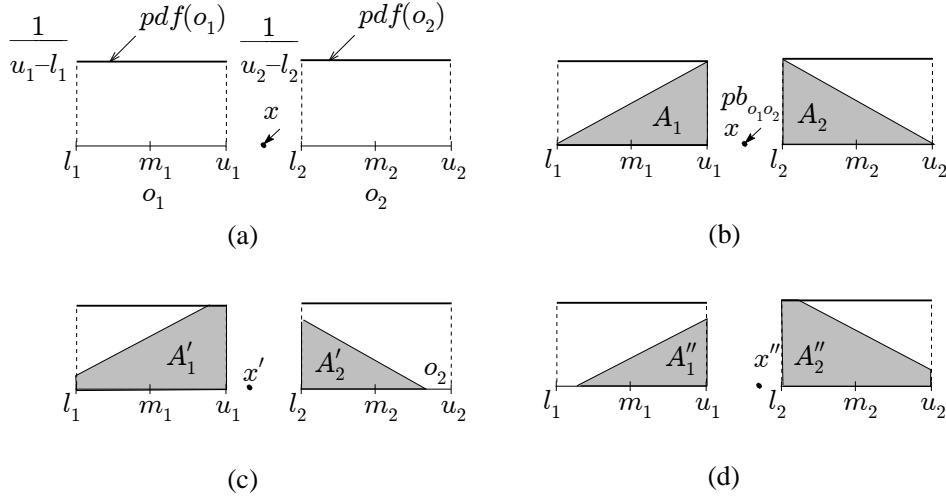 1
u₁–l₁
pdf(o₁)
1
u₂–l₂
pdf(o₂)
x
l₁ m₁ u₁ l₂ m₂ u₂
o₁ o₂
(a)
A₁ pb_{o₁o₂} A₂
x
l₁ m₁ u₁ l₂ m₂ u₂
(b)
A′₁ x′ A′₂ o₂
l₁ m₁ u₁ l₂ m₂ u₂
(c)
A″₁ x″ A″₂
l₁ m₁ u₁ l₂ m₂ u₂
(d)